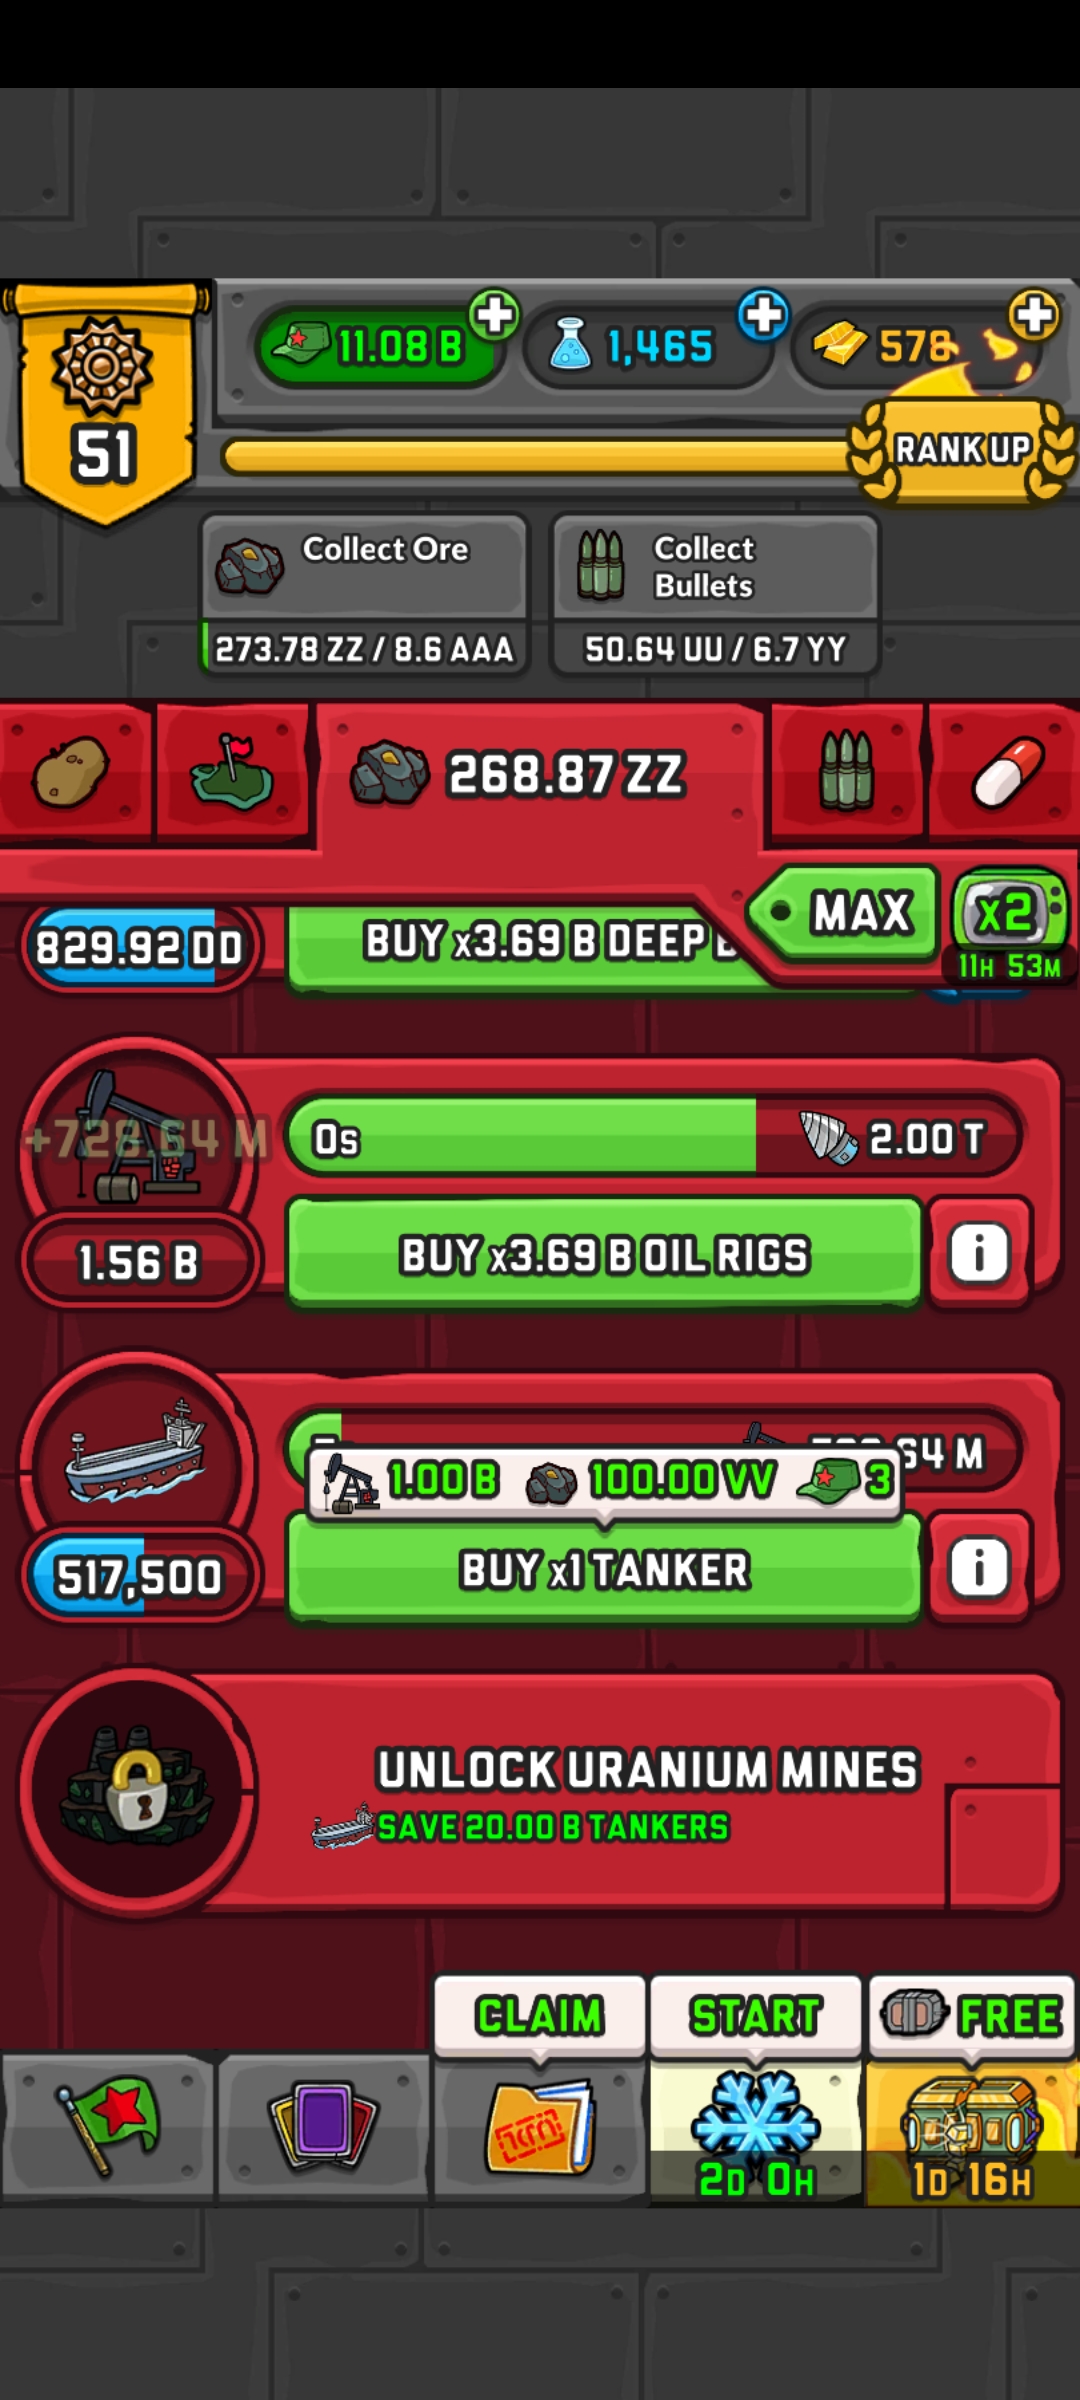 11.08 B
1,465
578
51
RANK UP
Collect Ore
273.78 ZZ / 8.6 AAA
Collect
Bullets
50.64 UU / 6.7 YY
268.87 ZZ
MAX
x2
11H 53M
829.92 DD
BUY x3.69 B DEEP
+728.64 M
0s
2.00 T
1.56 B
BUY x3.69 B OIL RIGS
64 M
1.00 B
100.00 VV
3
517,500
BUY x1 TANKER
UNLOCK URANIUM MINES
SAVE 20.00 B TANKERS
CLAIM
START
FREE
2D 0H
1D 16H